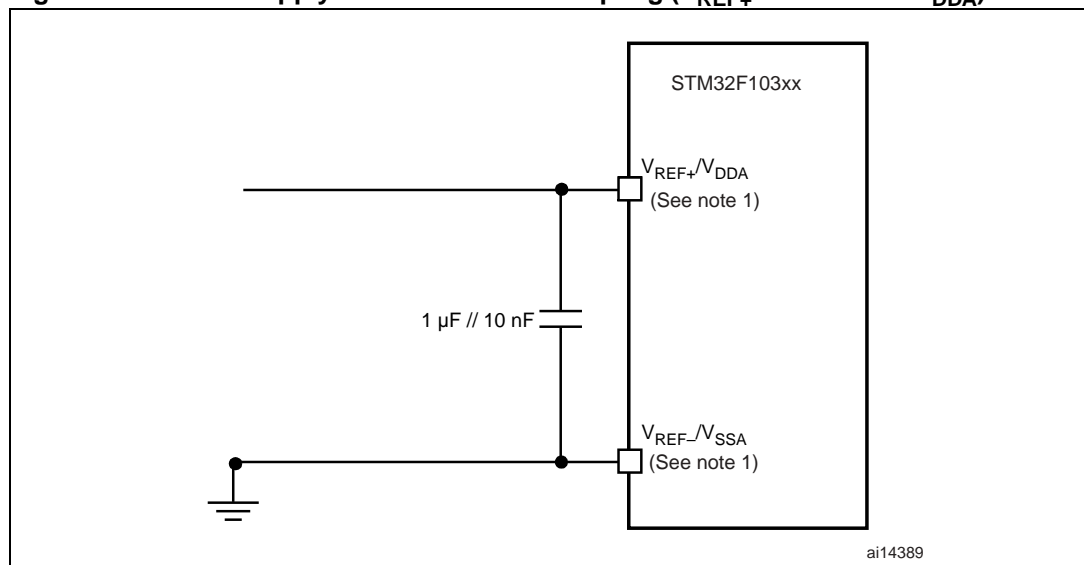 STM32F103xx
VREF+/VDDA
(See note 1)
1 µF // 10 nF
VREF–/VSSA
(See note 1)
ai14389